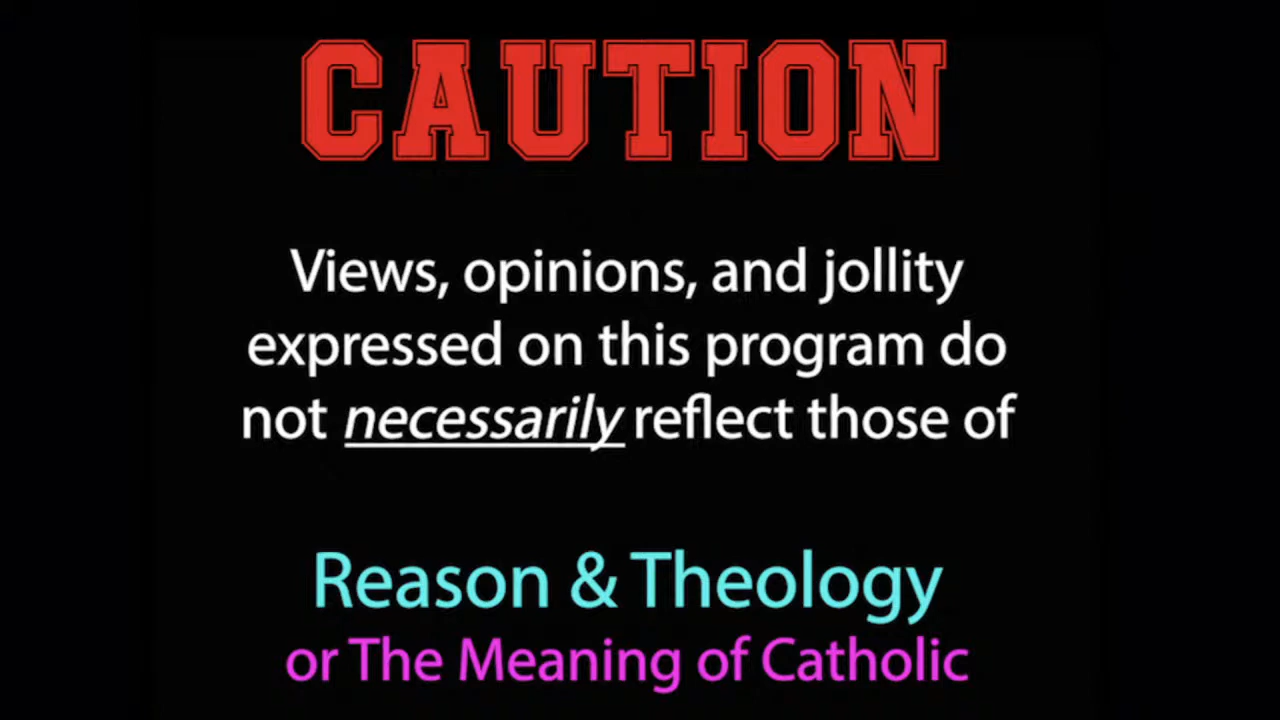 CAUTION
Views, opinions, and jollity
expressed on this program do
not necessarily reflect those of
Reason & Theology
or The Meaning of Catholic